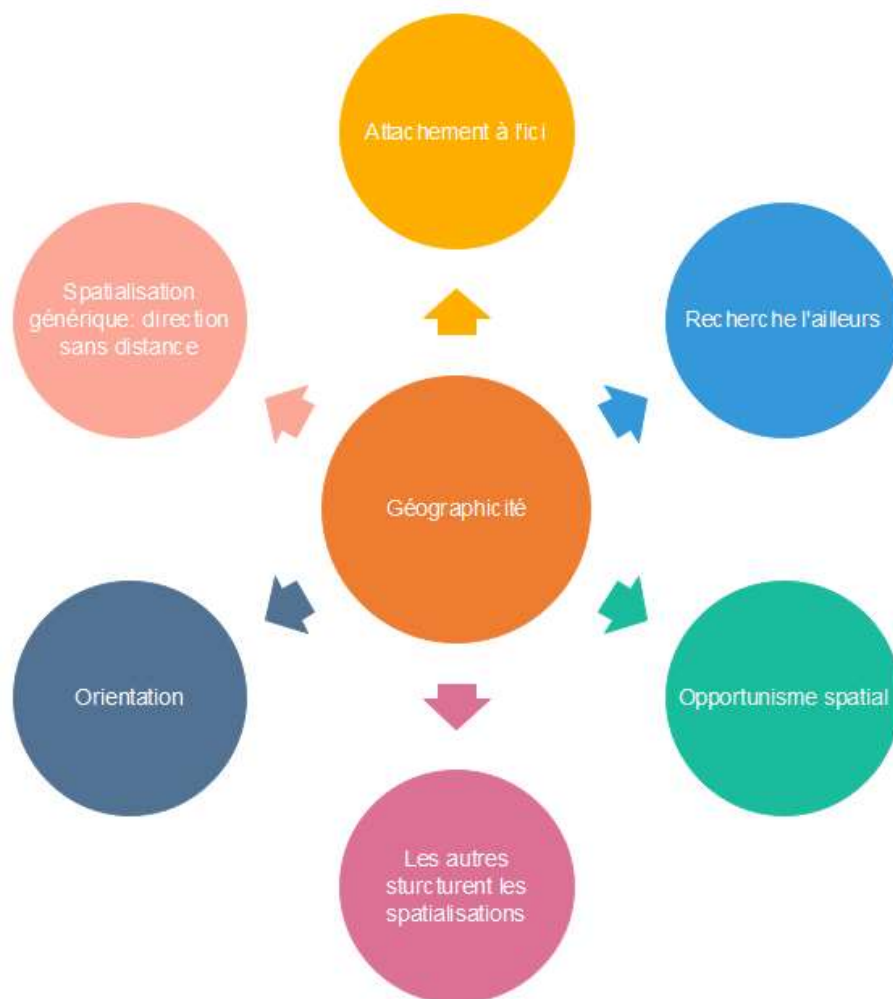 Attachement à l'ici
Spatialisation
générique: direction
sans distance
Recherche l'ailleurs
Géographicité
Orientation
Opportunisme spatial
Les autres
sturcturent les
spatialisations